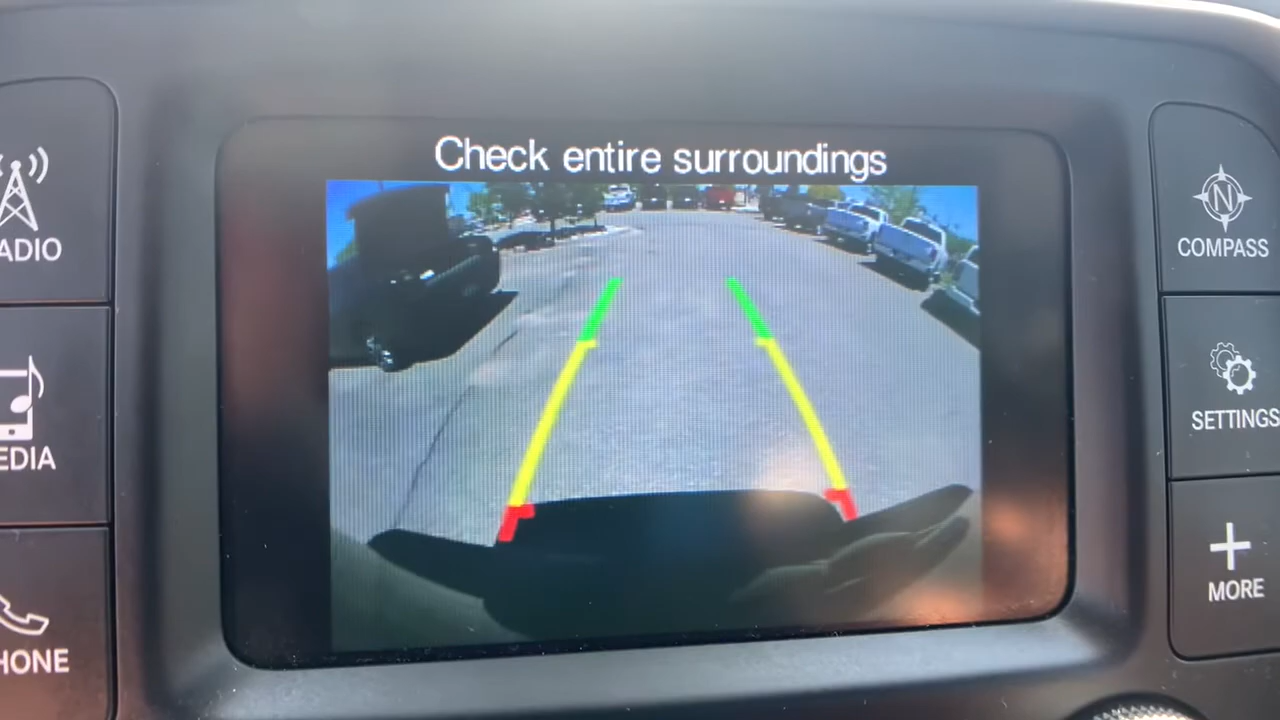 Check entire surroundings
ADIO
N
COMPASS
EDIA
SETTINGS
HONE
MORE